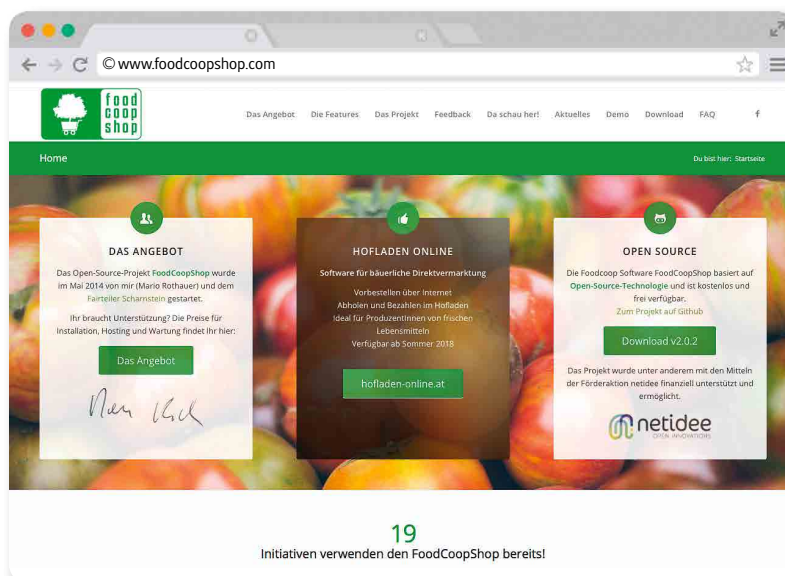 © www.foodcoopshop.com
food
coop
shop
Das Angebot Die Features Das Projekt Feedback Da schau her! Aktuelles Demo Download FAQ f
Home
Du bist hier: Startseite
DAS ANGEBOT
Das Open-Source-Projekt FoodCoopShop wurde
im Mai 2014 von mir (Mario Rothauer) und dem
Fairteiler Scharnstein gestartet.
Ihr braucht Unterstützung? Die Preise für
Installation, Hosting und Wartung findet Ihr hier:
Das Angebot
HOFLADEN ONLINE
Software für bäuerliche Direktvermarktung
Vorbestellen über Internet
Abholen und Bezahlen im Hofladen
Ideal für ProduzentInnen von frischen
Lebensmitteln
Verfügbar ab Sommer 2018
hofladen-online.at
OPEN SOURCE
Die Foodcoop Software FoodCoopShop basiert auf
Open-Source-Technologie und ist kostenlos und
frei verfügbar.
Zum Projekt auf Github
Download v2.0.2
Das Projekt wurde unter anderem mit den Mitteln
der Förderaktion netidee finanziell unterstützt und
ermöglicht.
netidee
OPEN INNOVATIONS
19
Initiativen verwenden den FoodCoopShop bereits!